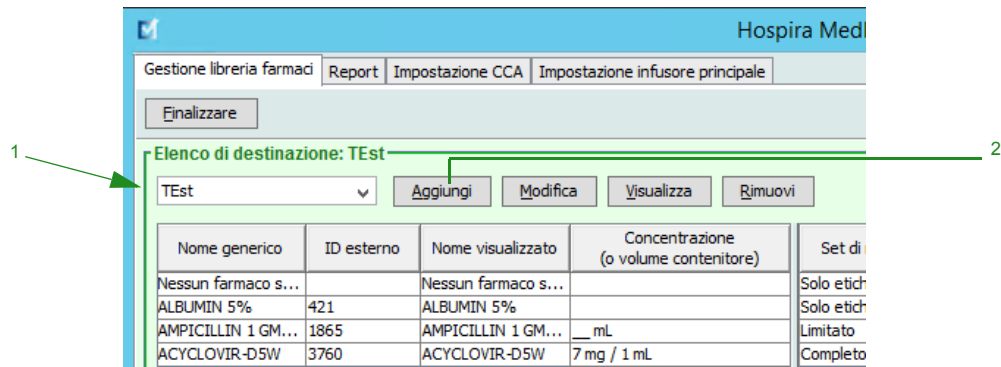 Hospira Med
Gestione libreria farmaci Report Impostazione CCA Impostazione infusore principale
Finalizzare
1
2
Elenco di destinazione: TEst
TEst Aggiungi Modifica Visualizza Rimuovi
Nome generico ID esterno Nome visualizzato Concentrazione (o volume contenitore) Set di
Nessun farmaco s... Nessun farmaco s... Solo etich
ALBUMIN 5% 421 ALBUMIN 5% Solo etich
AMPICILLIN 1 GM... 1865 AMPICILLIN 1 GM... __ mL Limitato
ACYCLOVIR-D5W 3760 ACYCLOVIR-D5W 7 mg / 1 mL Completo